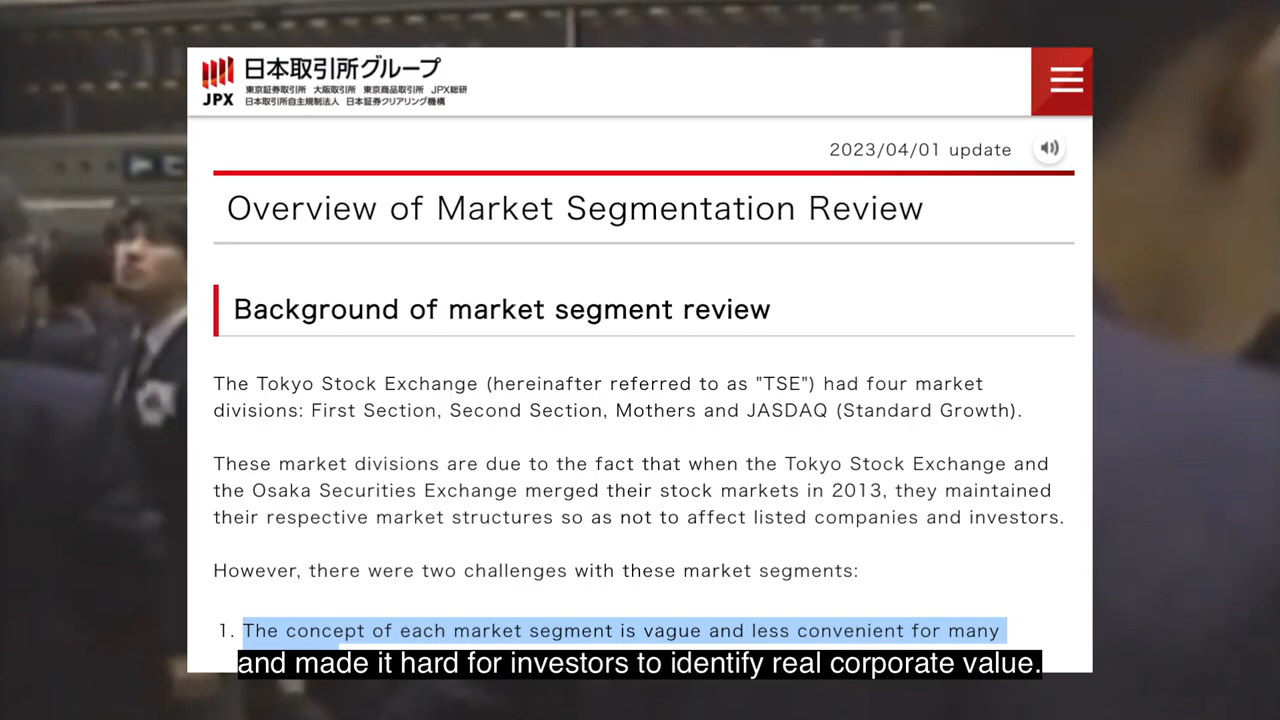 日本取引所グループ
東京証券取引所 大阪取引所 東京商品取引所 JPX総研
日本取引所自主規制法人 日本証券クリアリング機構
JPX
2023/04/01 update
Overview of Market Segmentation Review
Background of market segment review
The Tokyo Stock Exchange (hereinafter referred to as "TSE") had four market
divisions: First Section, Second Section, Mothers and JASDAQ (Standard Growth).
These market divisions are due to the fact that when the Tokyo Stock Exchange and
the Osaka Securities Exchange merged their stock markets in 2013, they maintained
their respective market structures so as not to affect listed companies and investors.
However, there were two challenges with these market segments:
1. The concept of each market segment is vague and less convenient for many
and made it hard for investors to identify real corporate value.